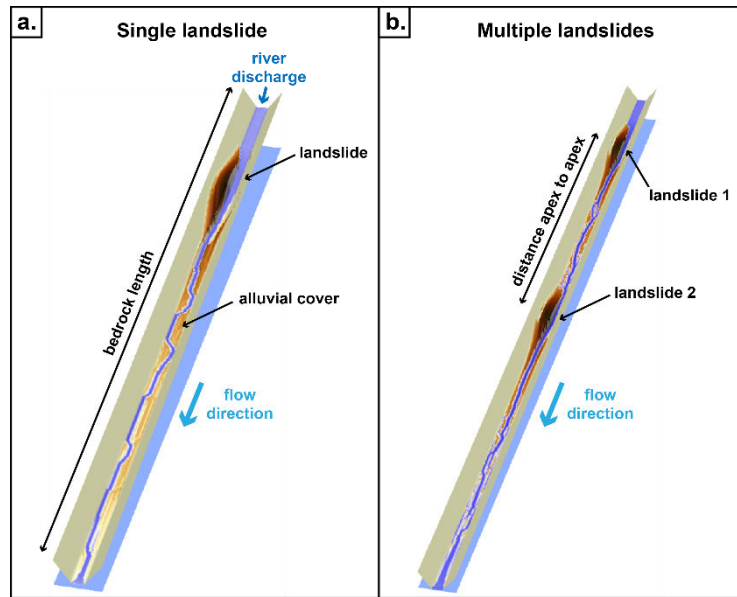 a.
Single landslide
river
discharge
landslide
bedrock length
alluvial cover
flow
direction
b.
Multiple landslides
distance apex to apex
landslide 1
landslide 2
flow
direction